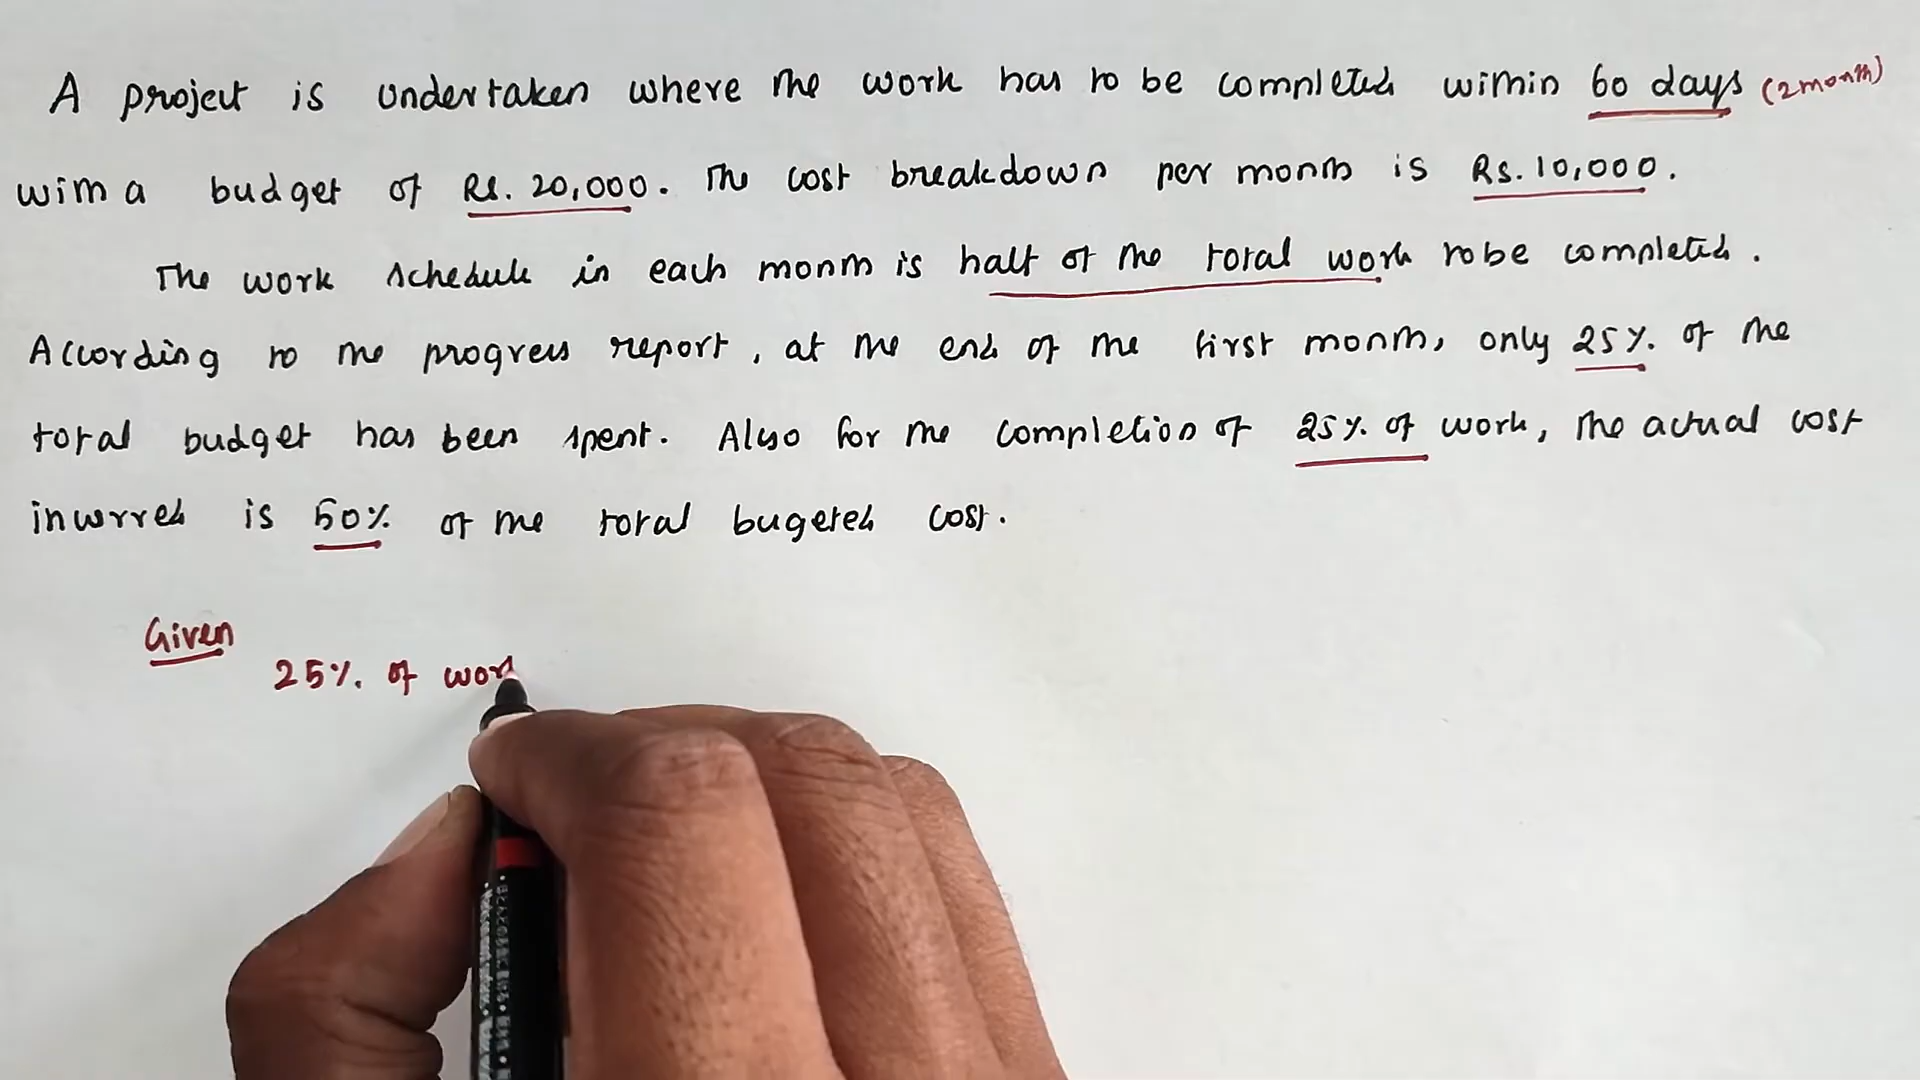 A project is undertaken where the work has to be completed within 60 days (2 month)
with a budget of Rs. 20,000. The cost breakdown per month is Rs. 10,000.
The work schedule in each month is half of the total work to be completed.
According to the progress report, at the end of the first month, only 25%. of the
total budget has been spent. Also for the completion of 25%. of work, the actual cost
incurred is 50% of the total bugeted cost.
Given
25%. of work